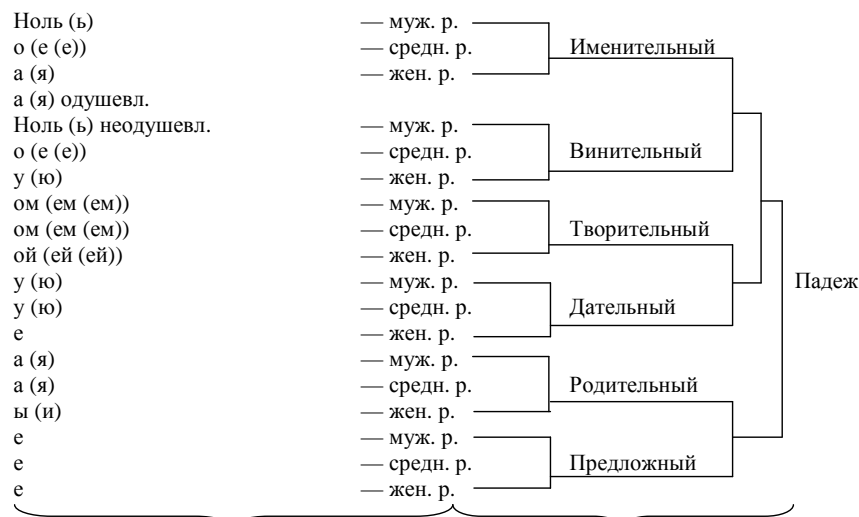 Ноль (ь) — муж. р.
о (е (е)) — средн. р. Именительный
а (я) — жен. р.
а (я) одушевл.
Ноль (ь) неодушевл. — муж. р.
о (е (е)) — средн. р. Винительный
у (ю) — жен. р.
ом (ем (ем)) — муж. р.
ом (ем (ем)) — средн. р. Творительный
ой (ей (ей)) — жен. р.
у (ю) — муж. р. Падеж
у (ю) — средн. р. Дательный
е — жен. р.
а (я) — муж. р.
а (я) — средн. р. Родительный
ы (и) — жен. р.
е — муж. р.
е — средн. р. Предложный
е — жен. р.